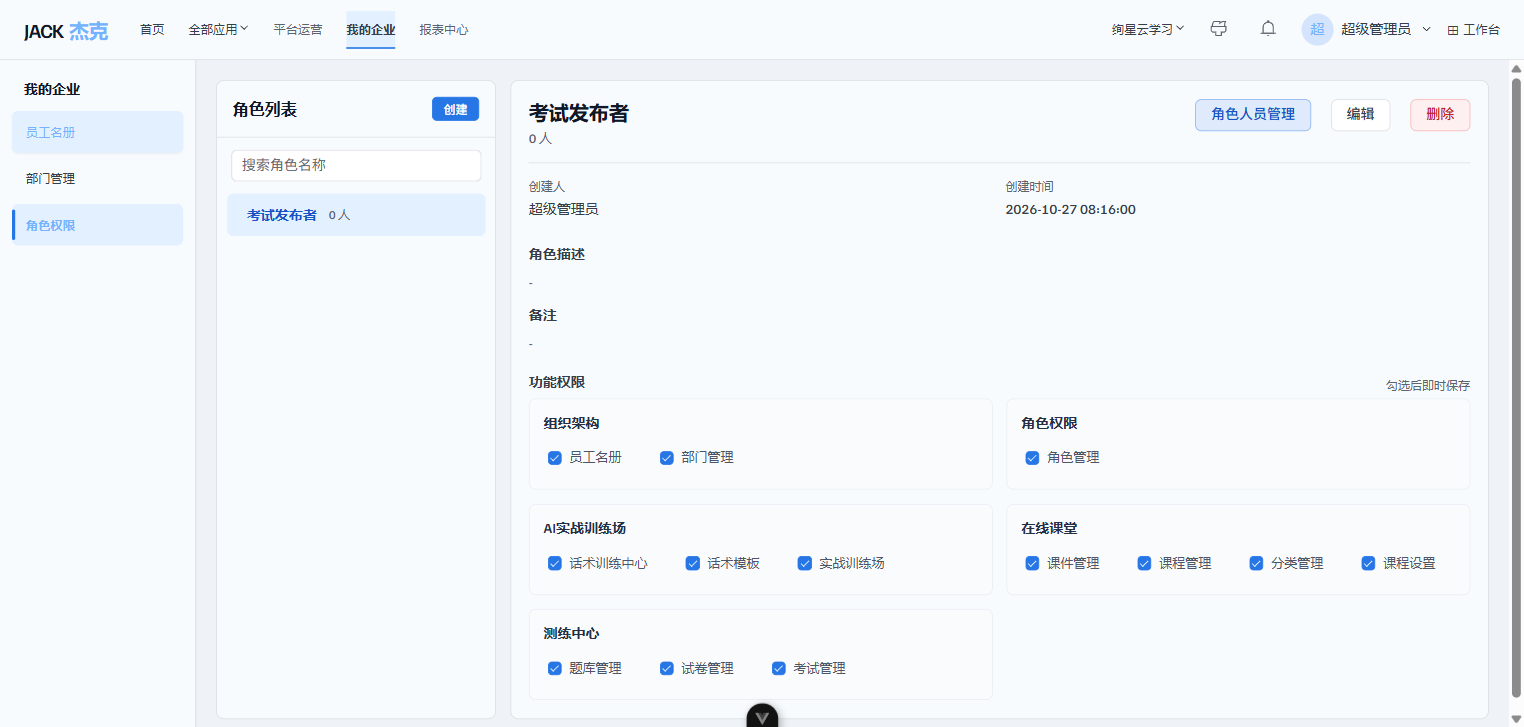 JACK 杰克 首页 全部应用 平台运营 我的企业 报表中心 绚星云学习 超 超级管理员 工作台
我的企业
员工名册
部门管理
角色权限
角色列表 创建
搜索角色名称
考试发布者 0 人
考试发布者 角色人员管理 编辑 删除
0 人
创建人 创建时间
超级管理员 2026-10-27 08:16:00
角色描述
-
备注
-
功能权限 勾选后即时保存
组织架构
员工名册 部门管理
角色权限
角色管理
AI实战训练场
话术训练中心 话术模板 实战训练场
在线课堂
课件管理 课程管理 分类管理 课程设置
测练中心
题库管理 试卷管理 考试管理